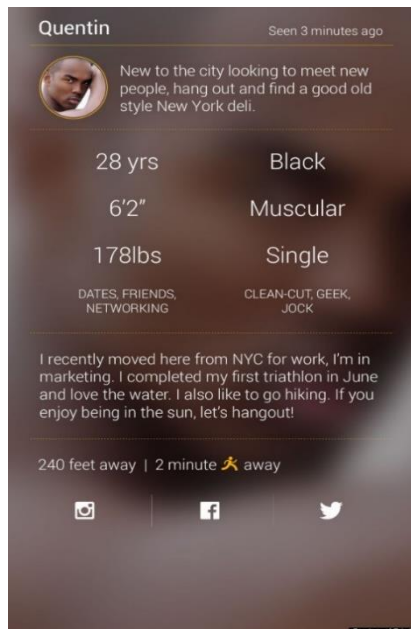 Quentin
Seen 3 minutes ago
New to the city looking to meet new
people, hang out and find a good old
style New York deli.
28 yrs
Black
6'2"
Muscular
178lbs
Single
DATES, FRIENDS,
NETWORKING
CLEAN-CUT, GEEK,
JOCK
I recently moved here from NYC for work, I'm in
marketing. I completed my first triathlon in June
and love the water. I also like to go hiking. If you
enjoy being in the sun, let's hangout!
240 feet away | 2 minute away